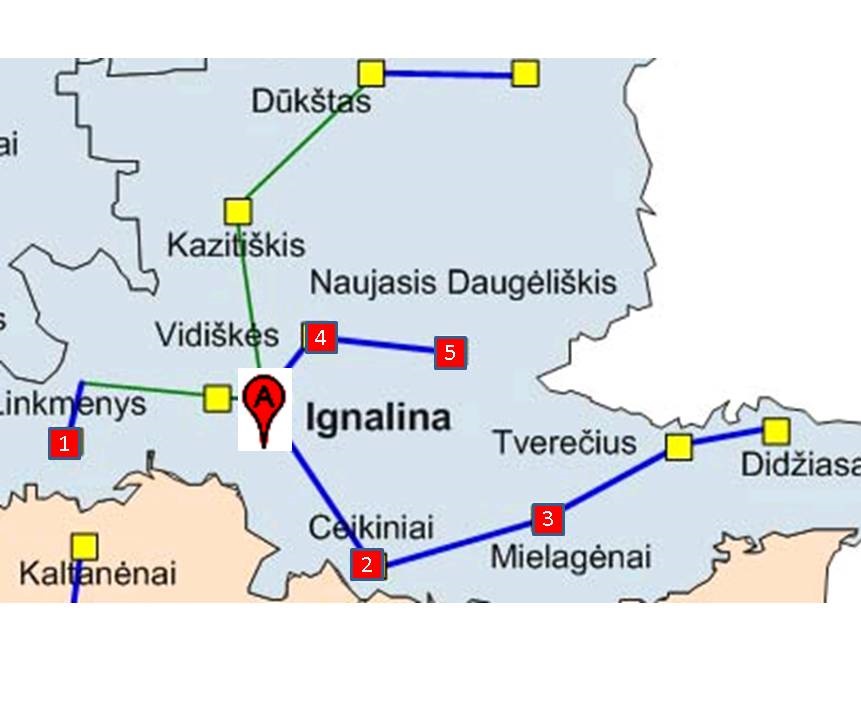 Dūkštas
ai
Kazitiškis
Naujasis Daugėliškis
s
Vidiškės
4
5
A
Linkmenys
Ignalina
1
Tverečius
Didžiasa
3
Ceikiniai
Mielagėnai
2
Kaltanėnai